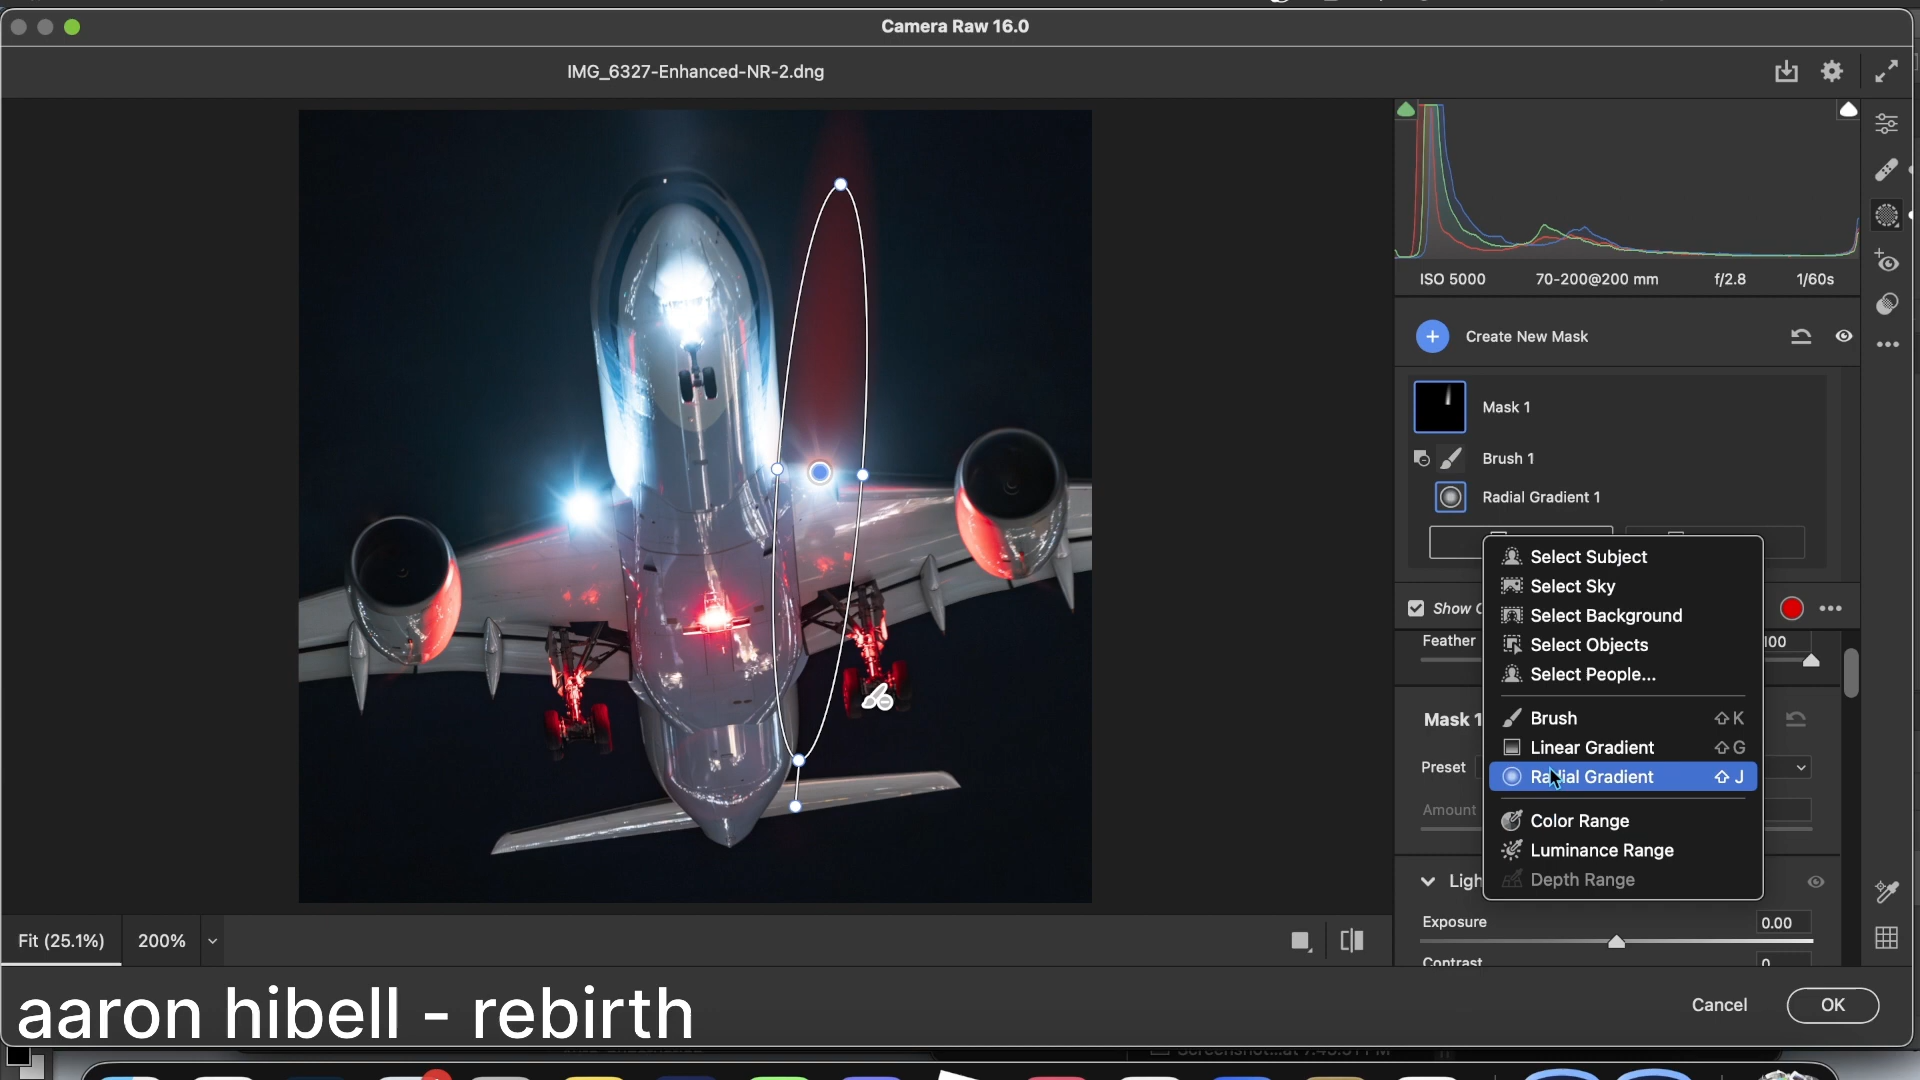 Camera Raw 16.0
IMG_6327-Enhanced-NR-2.dng
ISO 5000 70-200@200 mm f/2.8 1/60s
Create New Mask
Mask 1
Brush 1
Radial Gradient 1
Select Subject
Select Sky
Select Background
Select Objects
Select People...
Show
Feather 100
Mask 1
Brush K
Linear Gradient G
Radial Gradient J
Preset
Amount
Color Range
Luminance Range
Depth Range
Ligh
Exposure 0.00
Contrast 0
Fit (25.1%) 200%
Cancel OK
aaron hibell - rebirth